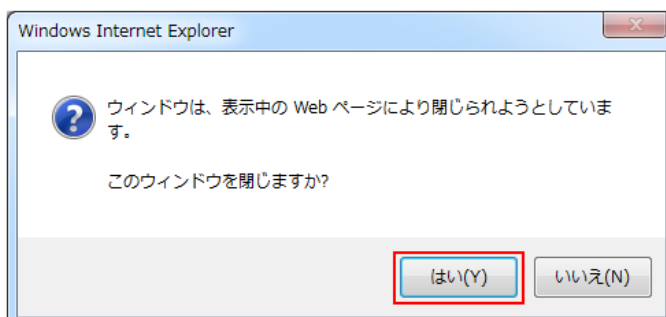 Windows Internet Explorer
ウィンドウは、表示中の Web ページにより閉じられようとしていま
す。
このウィンドウを閉じますか?
はい(Y)
いいえ(N)